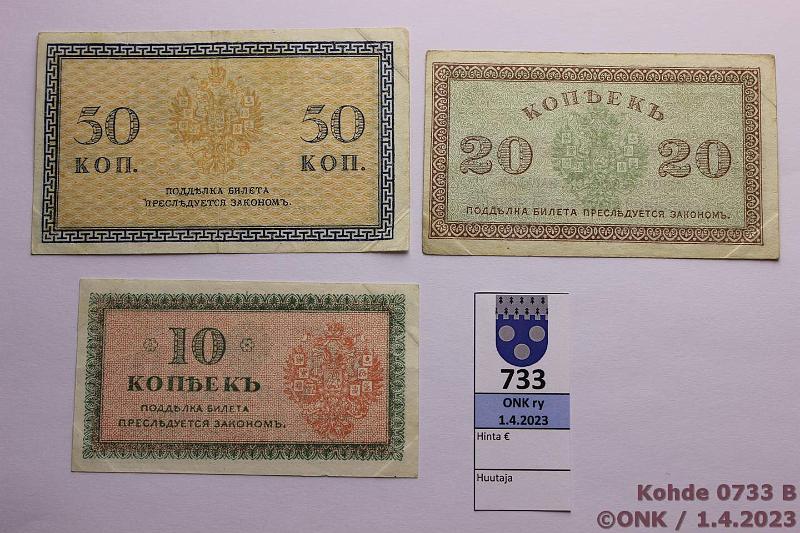 50
КОП.
50
КОП.
ПОДДѢЛКА БИЛЕТА
ПРЕСЛѢДУЕТСЯ ЗАКОНОМЪ.
КОПѢЕКЪ
20
20
ПОДДѢЛКА БИЛЕТА ПРЕСЛѢДУЕТСЯ ЗАКОНОМЪ.
10
КОПѢЕКЪ
ПОДДѢЛКА БИЛЕТА
ПРЕСЛѢДУЕТСЯ ЗАКОНОМЪ.
733
ONK ry
1.4.2023
Hinta €
Huutaja
Kohde 0733 B
©ONK / 1.4.2023